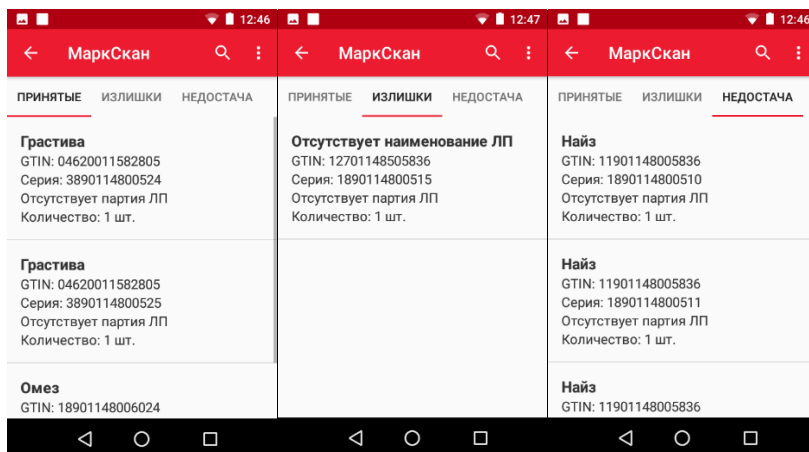 12:46
МаркСкан
ПРИНЯТЫЕ ИЗЛИШКИ НЕДОСТАЧА
Грастива
GTIN: 04620011582805
Серия: 3890114800524
Отсутствует партия ЛП
Количество: 1 шт.
Грастива
GTIN: 04620011582805
Серия: 3890114800525
Отсутствует партия ЛП
Количество: 1 шт.
Омез
GTIN: 18901148006024
12:47
МаркСкан
ПРИНЯТЫЕ ИЗЛИШКИ НЕДОСТАЧА
Отсутствует наименование ЛП
GTIN: 12701148505836
Серия: 1890114800515
Отсутствует партия ЛП
Количество: 1 шт.
12:46
МаркСкан
ПРИНЯТЫЕ ИЗЛИШКИ НЕДОСТАЧА
Найз
GTIN: 11901148005836
Серия: 1890114800510
Отсутствует партия ЛП
Количество: 1 шт.
Найз
GTIN: 11901148005836
Серия: 1890114800511
Отсутствует партия ЛП
Количество: 1 шт.
Найз
GTIN: 11901148005836